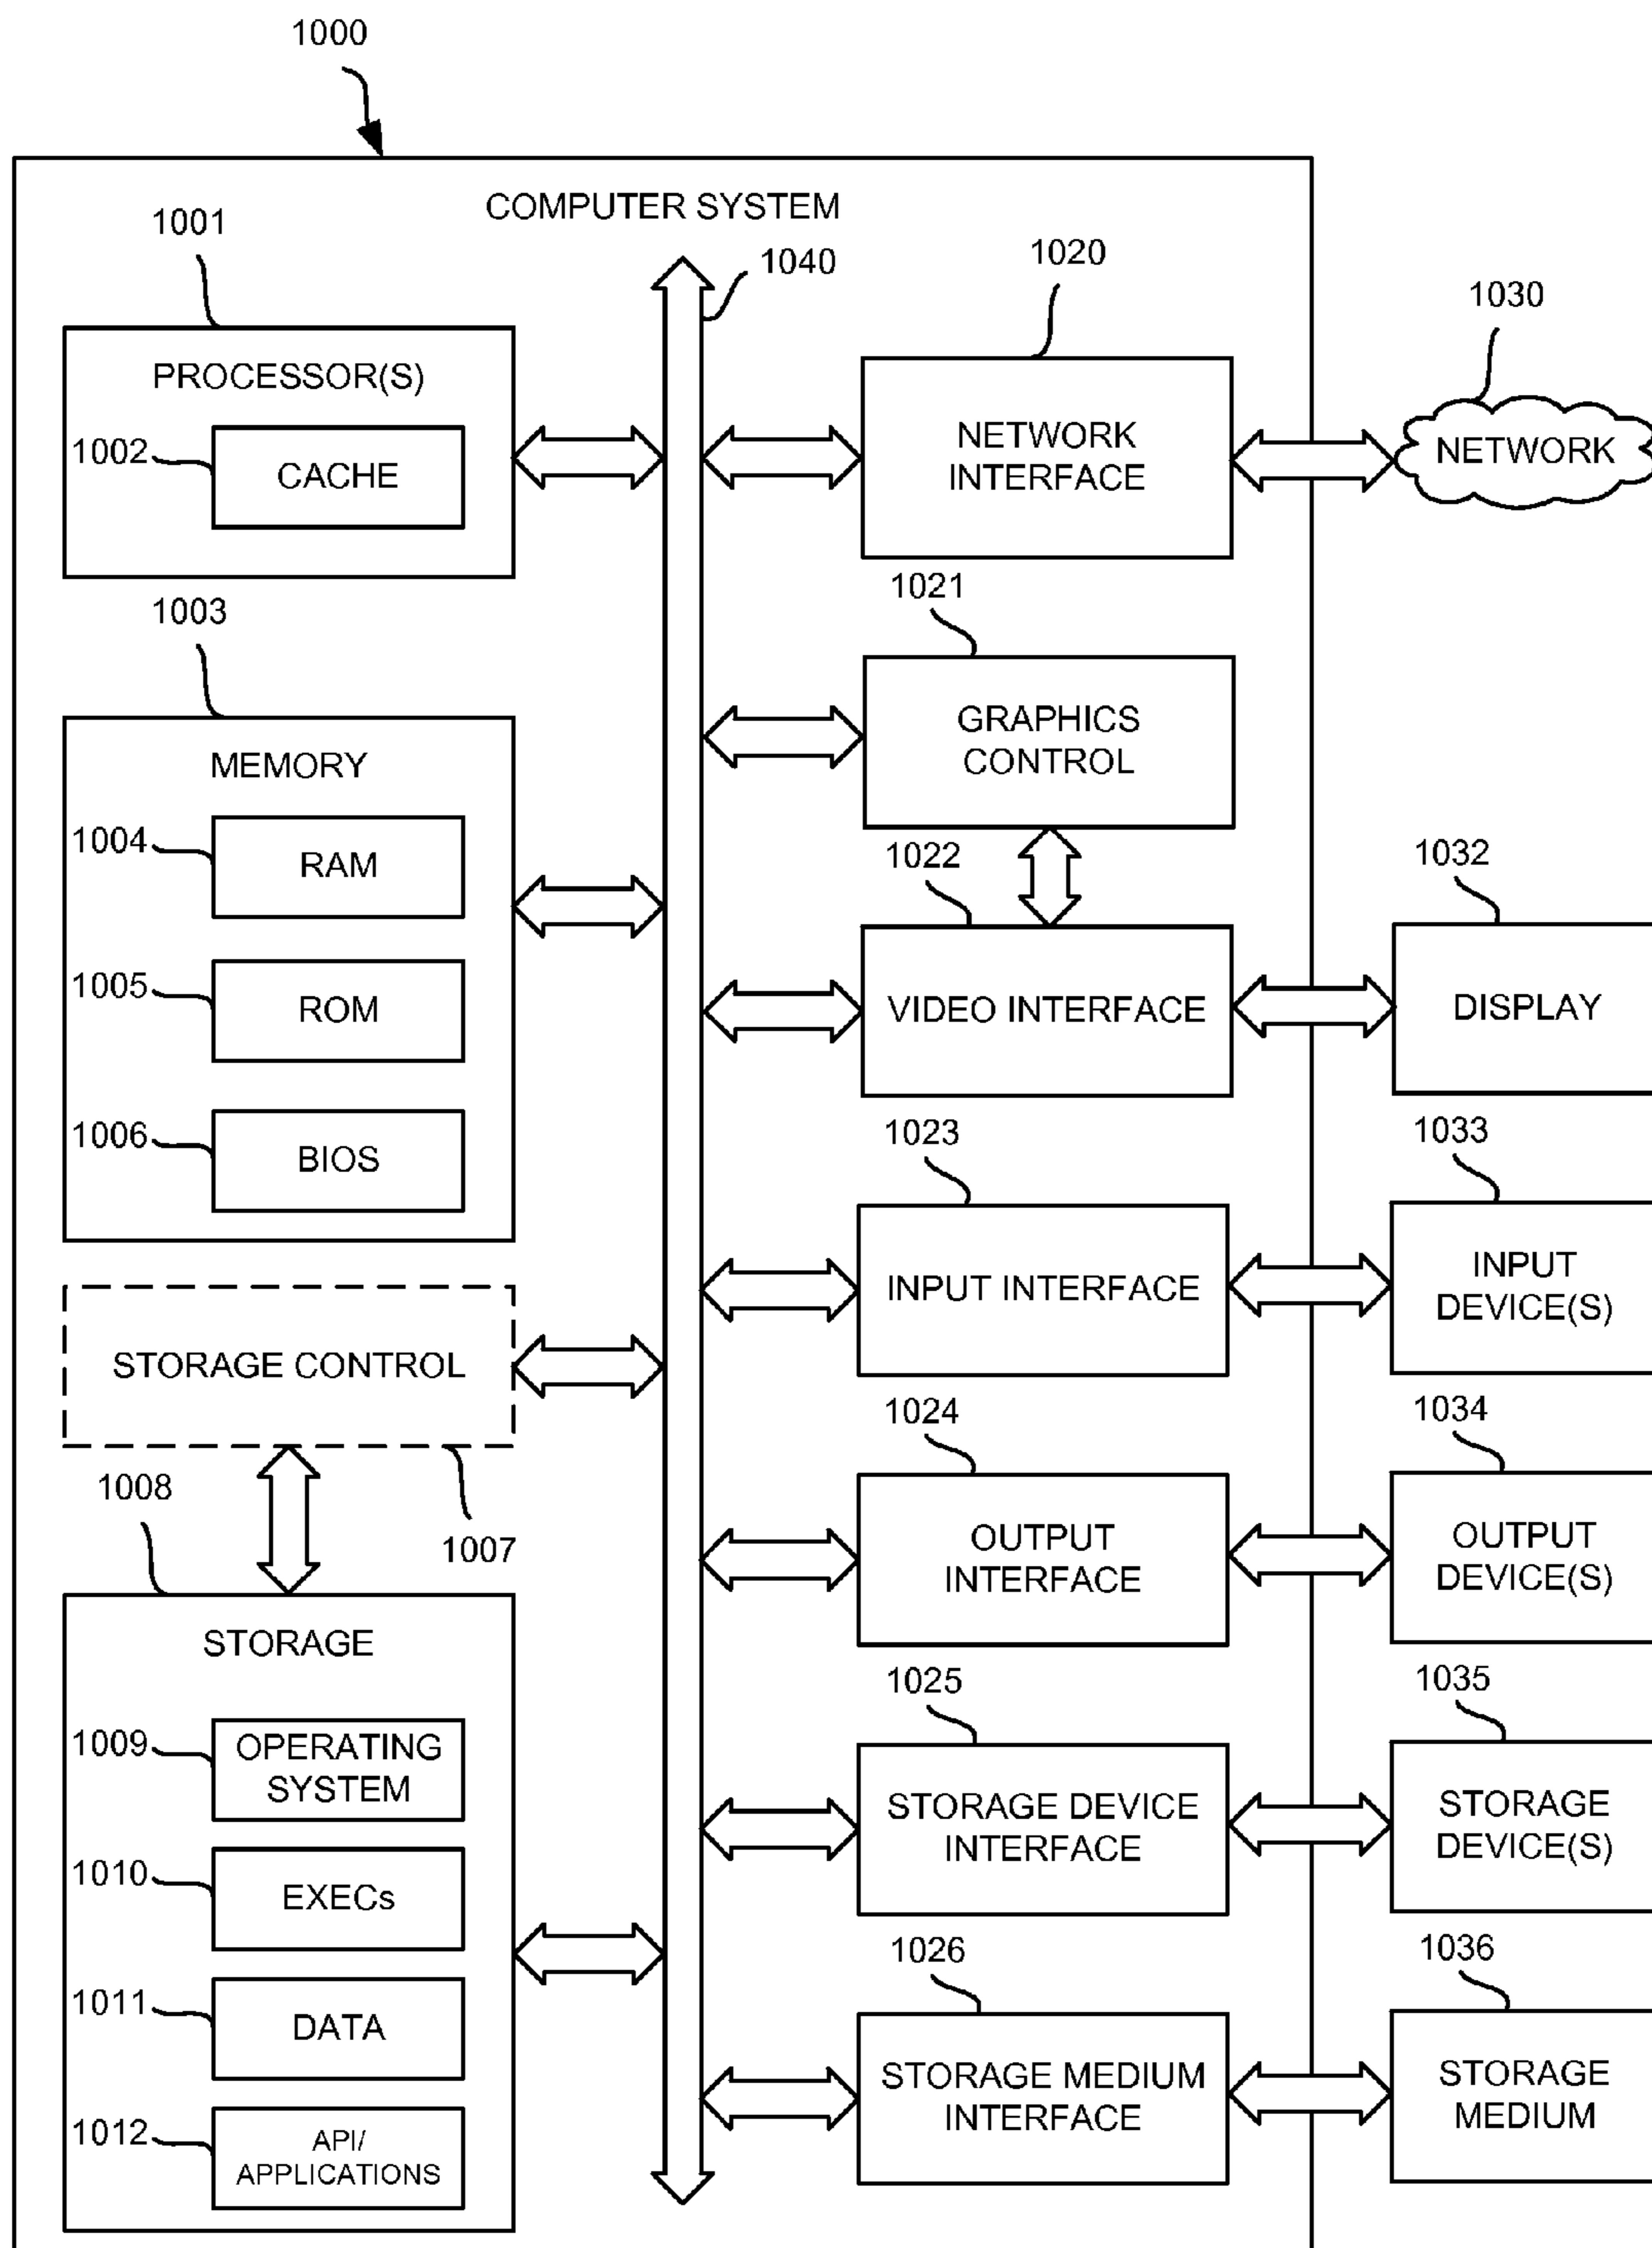 1000
COMPUTER SYSTEM
1001
1040
1020
1030
PROCESSOR(S)
1002
CACHE
NETWORK
INTERFACE
NETWORK
1021
1003
GRAPHICS
CONTROL
MEMORY
1004
RAM
1022
1032
1005
ROM
VIDEO INTERFACE
DISPLAY
1006
BIOS
1023
1033
INPUT INTERFACE
INPUT
DEVICE(S)
STORAGE CONTROL
1007
1024
1034
1008
OUTPUT
INTERFACE
OUTPUT
DEVICE(S)
STORAGE
1025
1035
1009
OPERATING
SYSTEM
STORAGE DEVICE
INTERFACE
STORAGE
DEVICE(S)
1010
EXECs
1026
1036
1011
DATA
STORAGE MEDIUM
INTERFACE
STORAGE
MEDIUM
1012
API/
APPLICATIONS